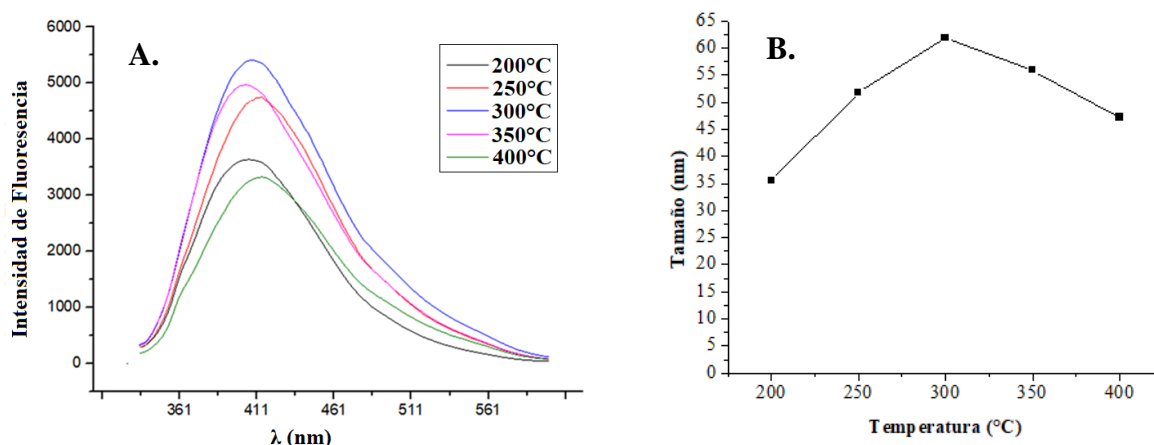 A.
6000
5000
4000
3000
2000
1000
0
Intensidad de Fluoresencia
361 411 461 511 561
λ (nm)
200°C
250°C
300°C
350°C
400°C
B.
65
60
55
50
45
40
35
30
25
20
15
10
5
0
Tamaño (nm)
200 250 300 350 400
Temperatura (°C)